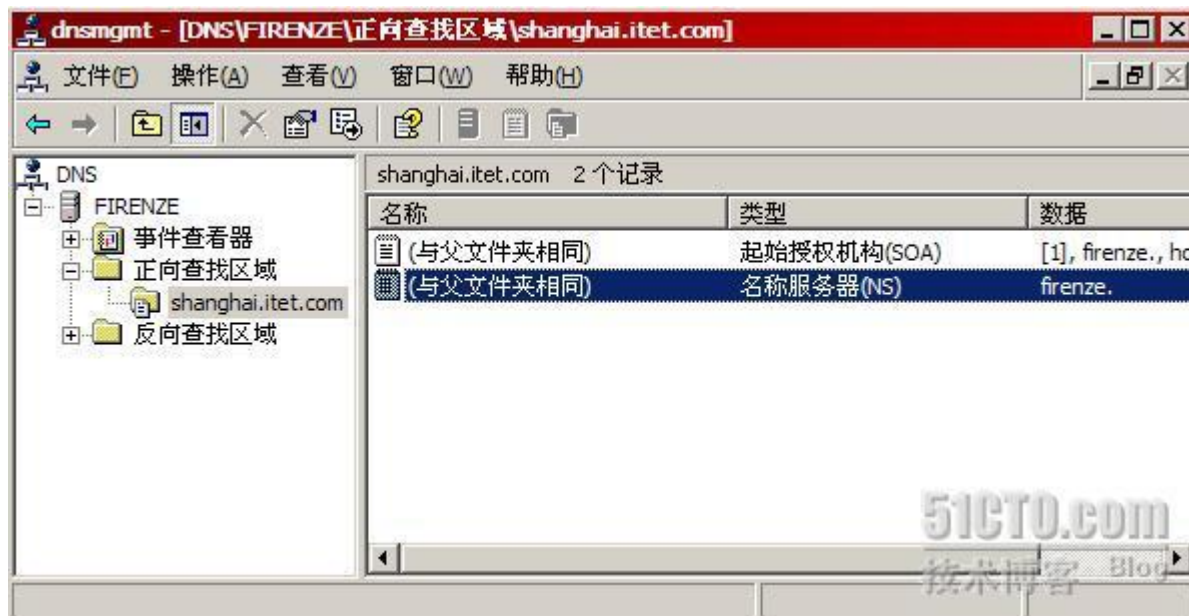 dnsmgmt - [DNS\FIRENZE\正向查找区域\shanghai.itet.com]
文件(F) 操作(A) 查看(V) 窗口(W) 帮助(H)
DNS
FIRENZE
事件查看器
正向查找区域
shanghai.itet.com
反向查找区域
shanghai.itet.com 2 个记录
名称 类型 数据
(与父文件夹相同) 起始授权机构(SOA) [1], firenze., ho
(与父文件夹相同) 名称服务器(NS) firenze.
51CTO.com
技术博客 Blog